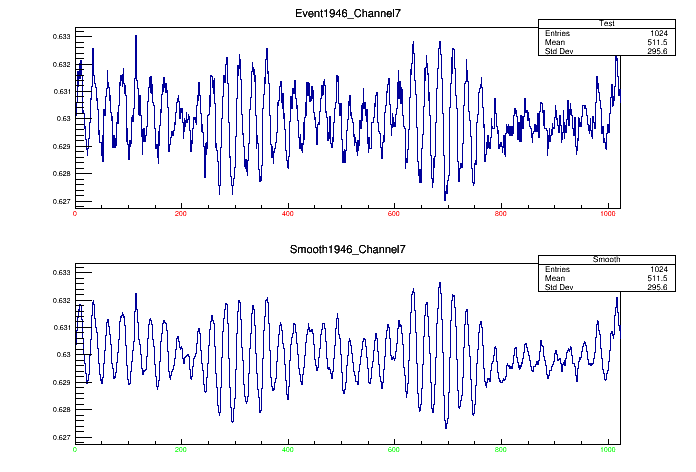 Event1946_Channel7
Test
Entries 1024
Mean 511.5
Std Dev 295.6
0.633
0.632
0.631
0.63
0.629
0.628
0.627
0 200 400 600 800 1000
Smooth1946_Channel7
Smooth
Entries 1024
Mean 511.5
Std Dev 295.6
0.633
0.632
0.631
0.63
0.629
0.628
0.627
0 200 400 600 800 1000